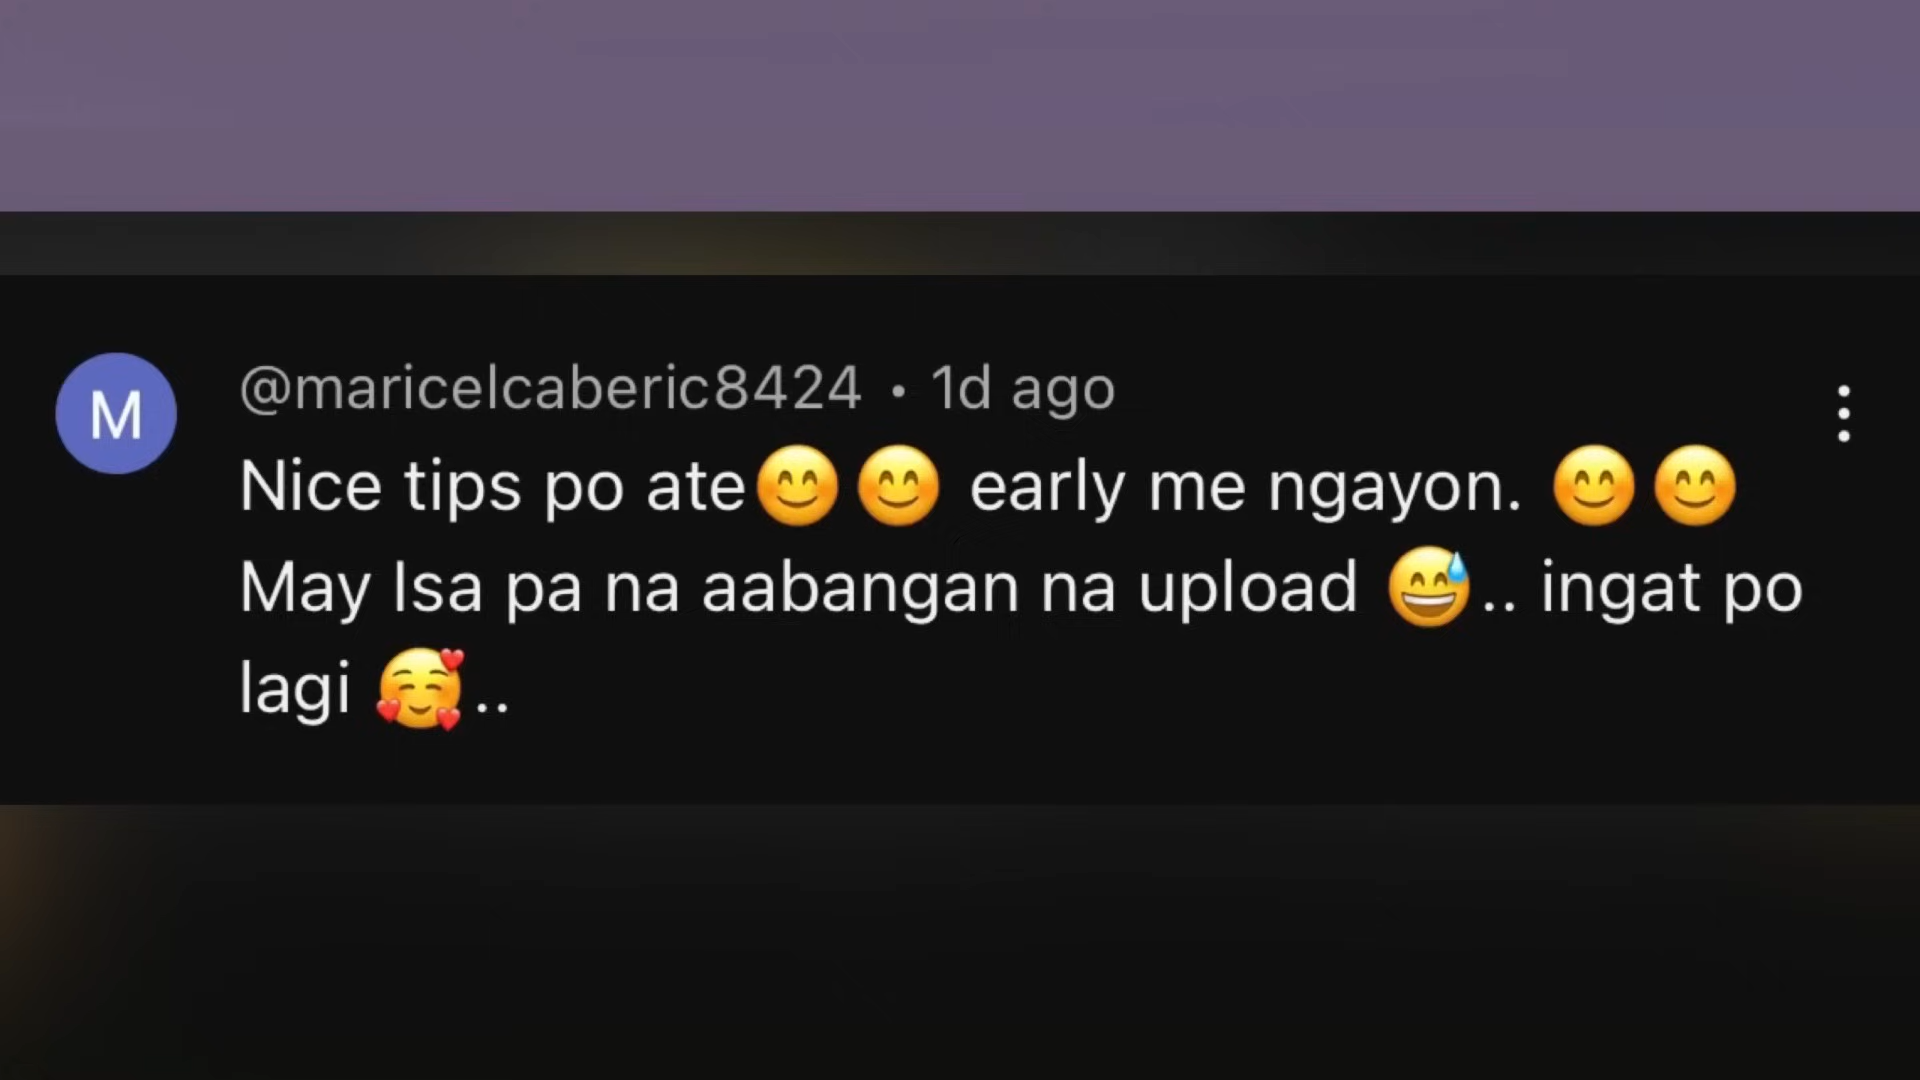 M
@maricelcaberic8424 • 1d ago
Nice tips po ate😊😊 early me ngayon. 😊😊
May Isa pa na aabangan na upload 😅.. ingat po
lagi 🥰..